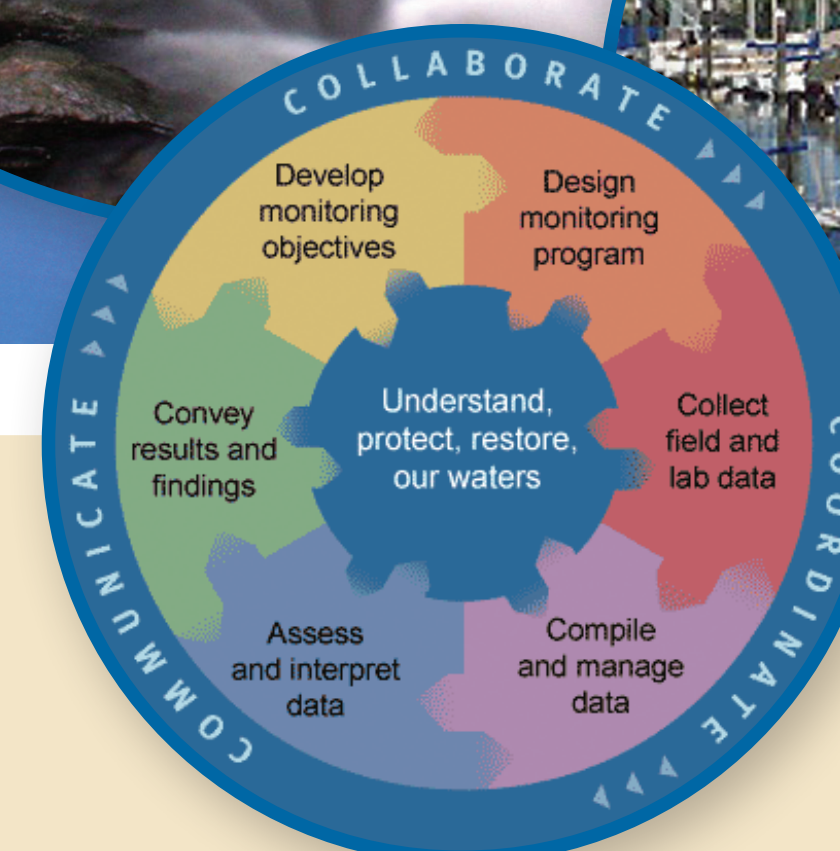 COLLABORATE
Develop
monitoring
objectives
Design
monitoring
program
Collect
field and
lab data
Compile
and manage
data
Assess
and interpret
data
Convey
results and
findings
Understand,
protect, restore,
our waters
COORDINATE
COMMUNICATE